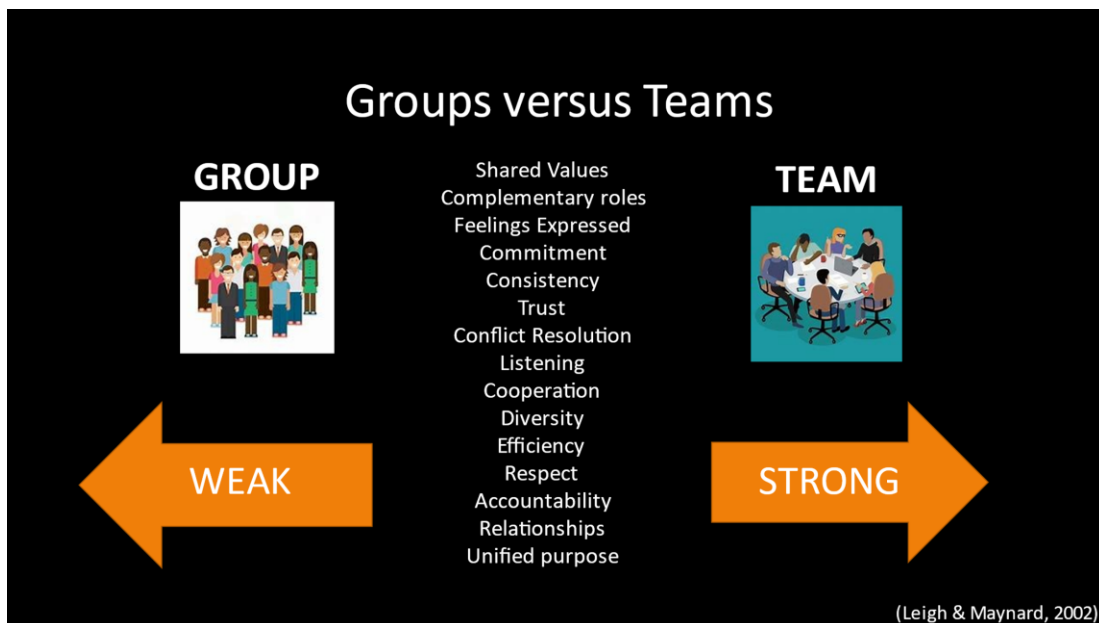 Groups versus Teams
GROUP
Shared Values
Complementary roles
Feelings Expressed
Commitment
Consistency
Trust
Conflict Resolution
Listening
Cooperation
Diversity
Efficiency
Respect
Accountability
Relationships
Unified purpose
TEAM
WEAK
STRONG
(Leigh & Maynard, 2002)